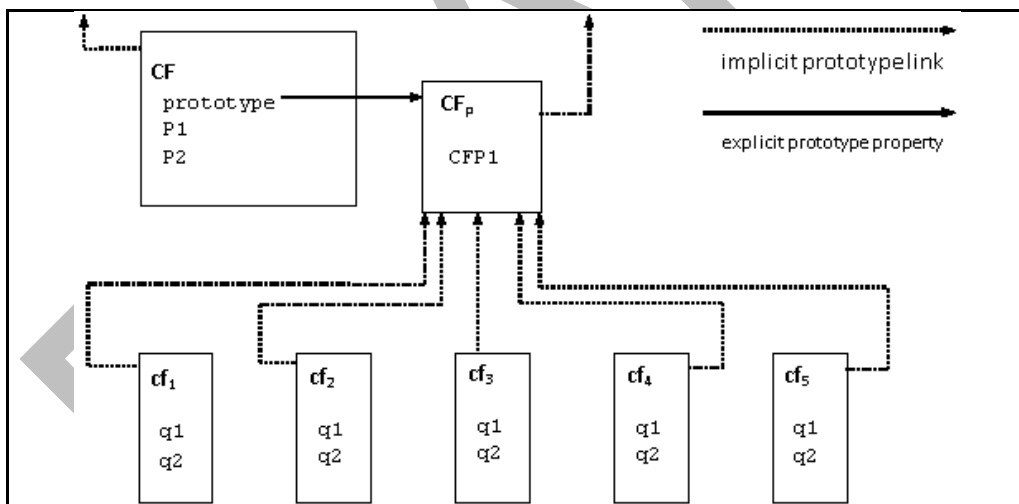 CF
prototype
P1
P2
CFp
CFP1
implicit prototype link
explicit prototype property
cf1
q1
q2
cf2
q1
q2
cf3
q1
q2
cf4
q1
q2
cf5
q1
q2